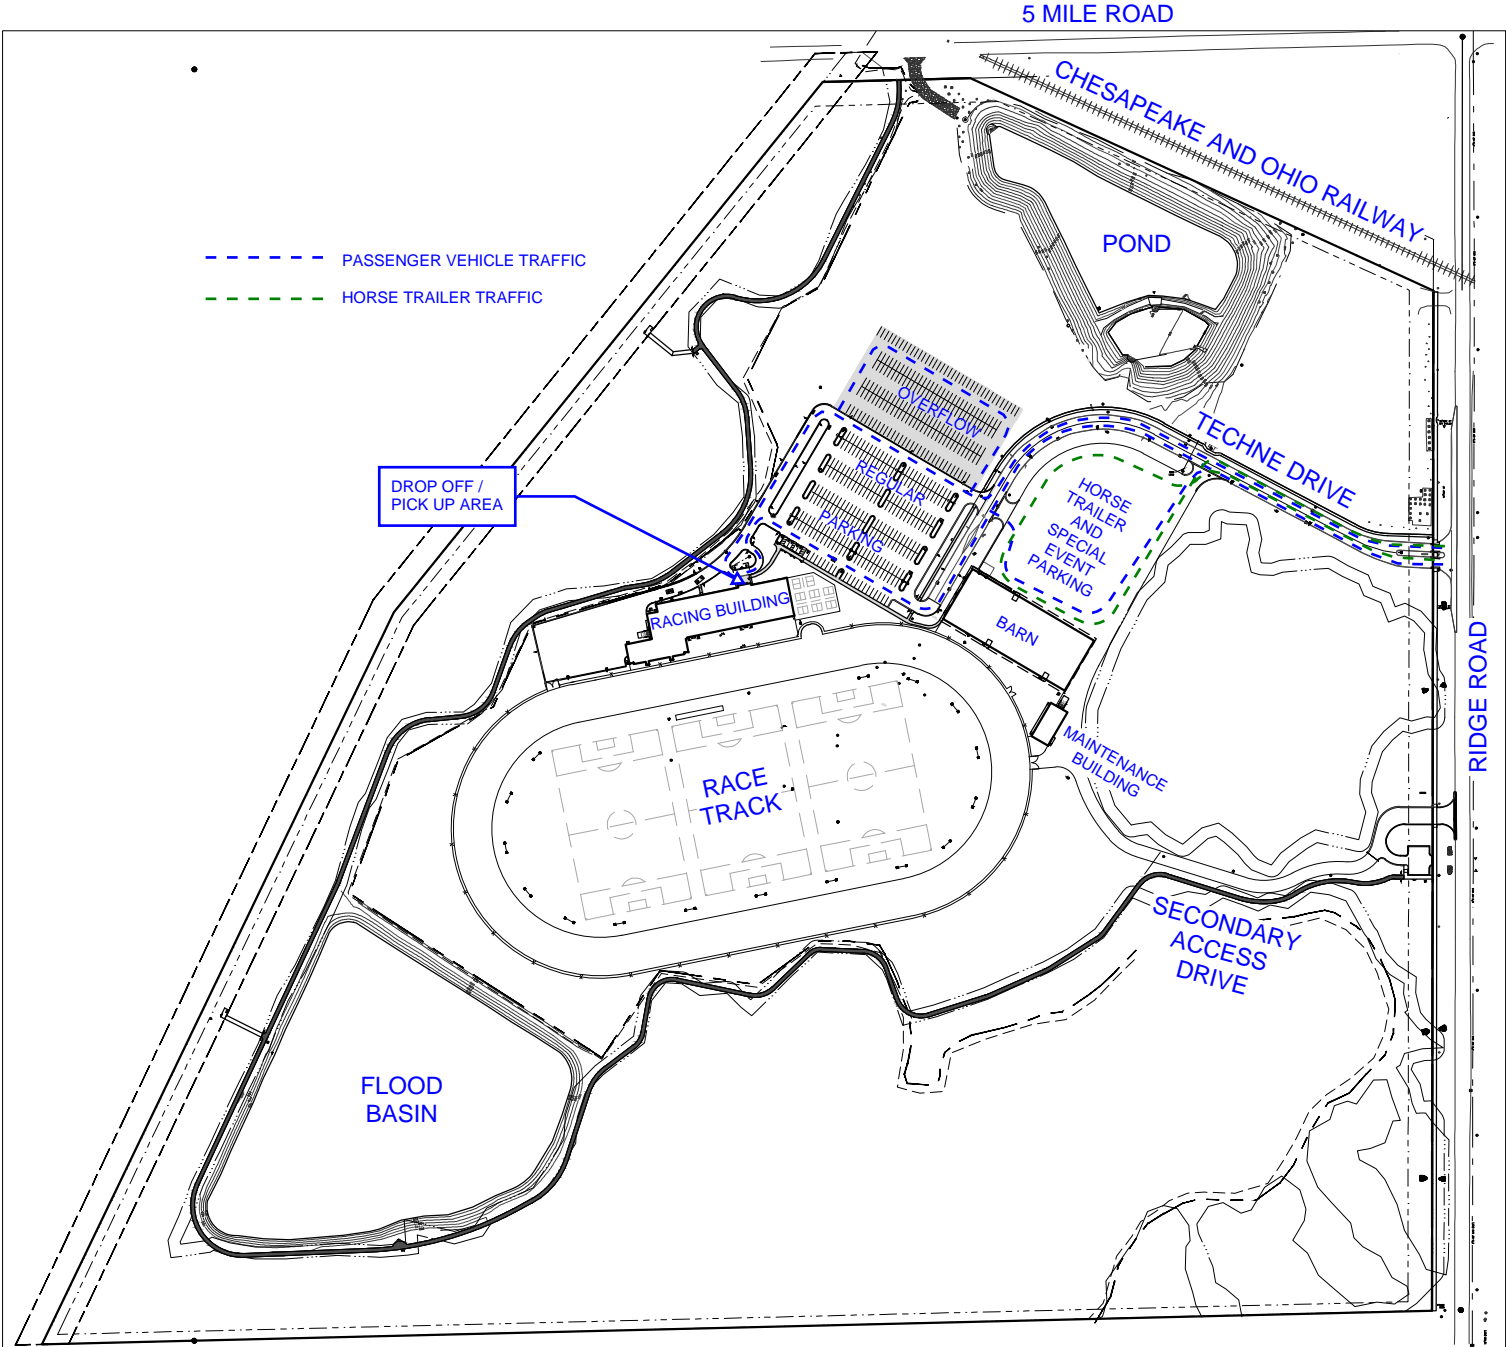 5 MILE ROAD
CHESAPEAKE AND OHIO RAILWAY
POND
PASSENGER VEHICLE TRAFFIC
HORSE TRAILER TRAFFIC
OVERFLOW
TECHNE DRIVE
DROP OFF /
PICK UP AREA
REGULAR
PARKING
HORSE
TRAILER
AND
SPECIAL
EVENT
PARKING
RACING BUILDING
BARN
RIDGE ROAD
MAINTENANCE
BUILDING
RACE
TRACK
SECONDARY
ACCESS
DRIVE
FLOOD
BASIN